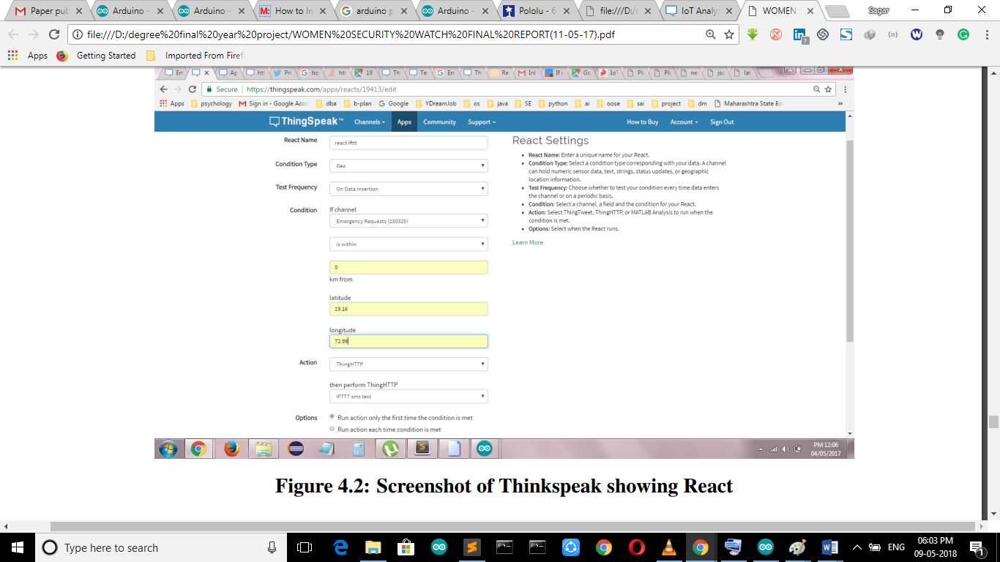 Paper pub
Arduino -
Arduino -
How to In
arduino p
Arduino -
Pololu - 6
file:///D:/
IoT Analy
WOMEN S
Sagar
file:///D:/degree%20final%20year%20project/WOMEN%20SECURITY%20WATCH%20FINAL%20REPORT(11-05-17).pdf
Apps Getting Started Imported From Firef
Secure https://thingspeak.com/apps/reacts/19413/edit
Apps psychology Sign in - Google Acco dba b-plan Google YDreamJob os java SE python ai oose sai project dm Maharashtra State Bo »
ThingSpeak™ Channels Apps Community Support How to Buy Account Sign Out
React Name react ifttt
Condition Type Geo
Test Frequency On Data Insertion
Condition If channel
Emergency Requests (230325)
is within
0
km from
latitude
19.16
longitude
72.99
Action ThingHTTP
then perform ThingHTTP
IFTTT sms test
Options Run action only the first time the condition is met
Run action each time condition is met
React Settings
React Name: Enter a unique name for your React.
Condition Type: Select a condition type corresponding with your data. A channel
can hold numeric sensor data, text, strings, status updates, or geographic
location information.
Test Frequency: Choose whether to test your condition every time data enters
the channel or on a periodic basis.
Condition: Select a channel, a field and the condition for your React.
Action: Select ThingTweet, ThingHTTP, or MATLAB Analysis to run when the
condition is met.
Options: Select when the React runs.
Learn More
PM 12:06
04/05/2017
Figure 4.2: Screenshot of Thinkspeak showing React
Type here to search
ENG
06:03 PM
09-05-2018